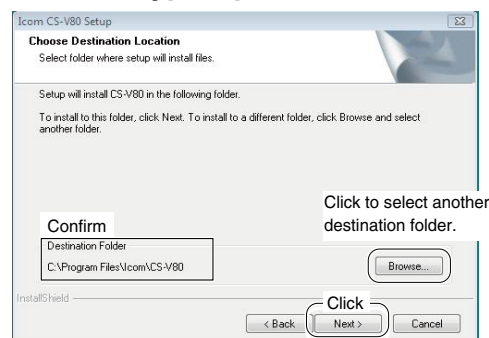 Icom CS-V80 Setup
Choose Destination Location
Select folder where setup will install files.
Setup will install CS-V80 in the following folder.
To install to this folder, click Next. To install to a different folder, click Browse and select
another folder.
Click to select another
destination folder.
Confirm
Destination Folder
C:\Program Files\Icom\CS-V80
Browse...
InstallShield
Click
< Back
Next >
Cancel